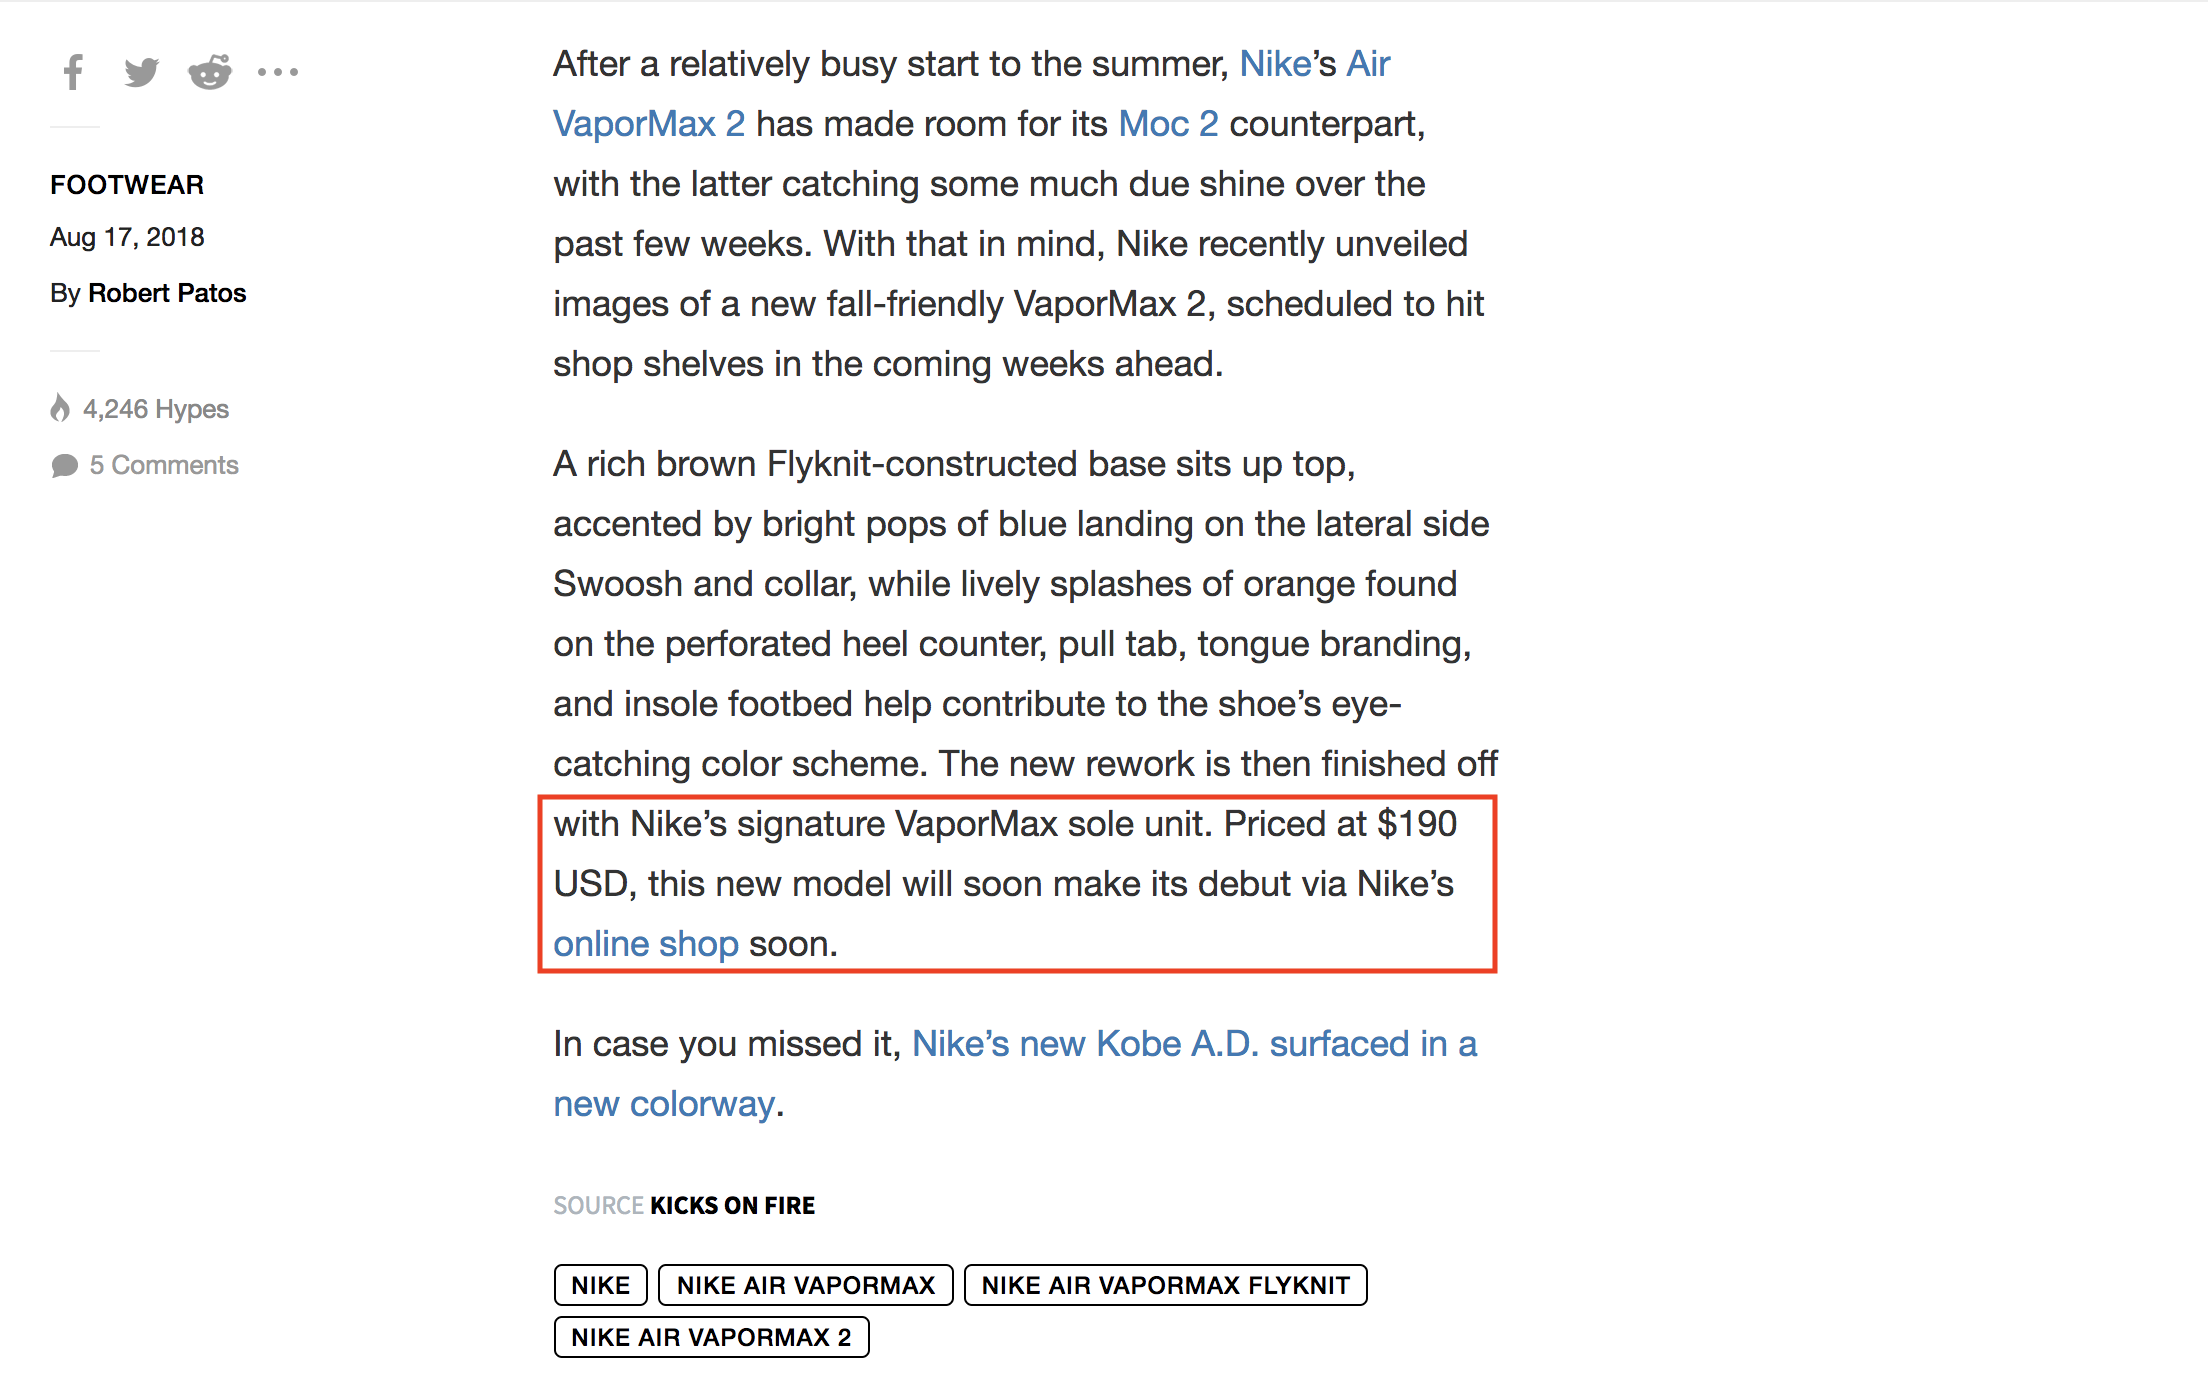 FOOTWEAR
Aug 17, 2018
By Robert Patos
4,246 Hypes
5 Comments
After a relatively busy start to the summer, Nike’s Air
VaporMax 2 has made room for its Moc 2 counterpart,
with the latter catching some much due shine over the
past few weeks. With that in mind, Nike recently unveiled
images of a new fall-friendly VaporMax 2, scheduled to hit
shop shelves in the coming weeks ahead.
A rich brown Flyknit-constructed base sits up top,
accented by bright pops of blue landing on the lateral side
Swoosh and collar, while lively splashes of orange found
on the perforated heel counter, pull tab, tongue branding,
and insole footbed help contribute to the shoe’s eye-
catching color scheme. The new rework is then finished off
with Nike’s signature VaporMax sole unit. Priced at $190
USD, this new model will soon make its debut via Nike’s
online shop soon.
In case you missed it, Nike’s new Kobe A.D. surfaced in a
new colorway.
SOURCE KICKS ON FIRE
NIKE NIKE AIR VAPORMAX NIKE AIR VAPORMAX FLYKNIT
NIKE AIR VAPORMAX 2